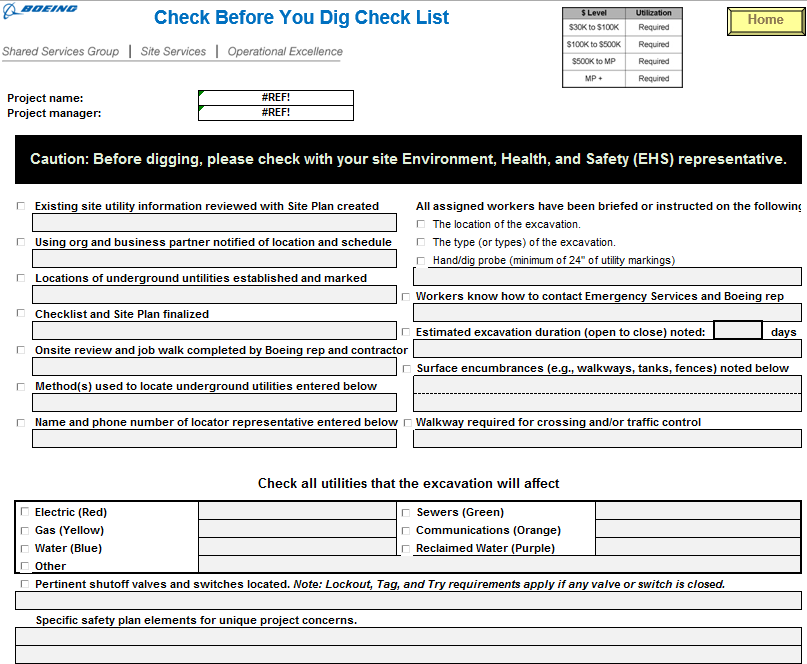 BOEING
Check Before You Dig Check List
$ Level Utilization
$30K to $100K Required
$100K to $500K Required
$500K to MP Required
MP + Required
Home
Shared Services Group | Site Services | Operational Excellence
Project name: #REF!
Project manager: #REF!
Caution: Before digging, please check with your site Environment, Health, and Safety (EHS) representative.
Existing site utility information reviewed with Site Plan created
Using org and business partner notified of location and schedule
Locations of underground untilities established and marked
Checklist and Site Plan finalized
Onsite review and job walk completed by Boeing rep and contractor
Method(s) used to locate underground utilities entered below
Name and phone number of locator representative entered below
All assigned workers have been briefed or instructed on the following
The location of the excavation.
The type (or types) of the excavation.
Hand/dig probe (minimum of 24" of utility markings)
Workers know how to contact Emergency Services and Boeing rep
Estimated excavation duration (open to close) noted: days
Surface encumbrances (e.g., walkways, tanks, fences) noted below
Walkway required for crossing and/or traffic control
Check all utilities that the excavation will affect
Electric (Red)
Gas (Yellow)
Water (Blue)
Other
Sewers (Green)
Communications (Orange)
Reclaimed Water (Purple)
Pertinent shutoff valves and switches located. Note: Lockout, Tag, and Try requirements apply if any valve or switch is closed.
Specific safety plan elements for unique project concerns.